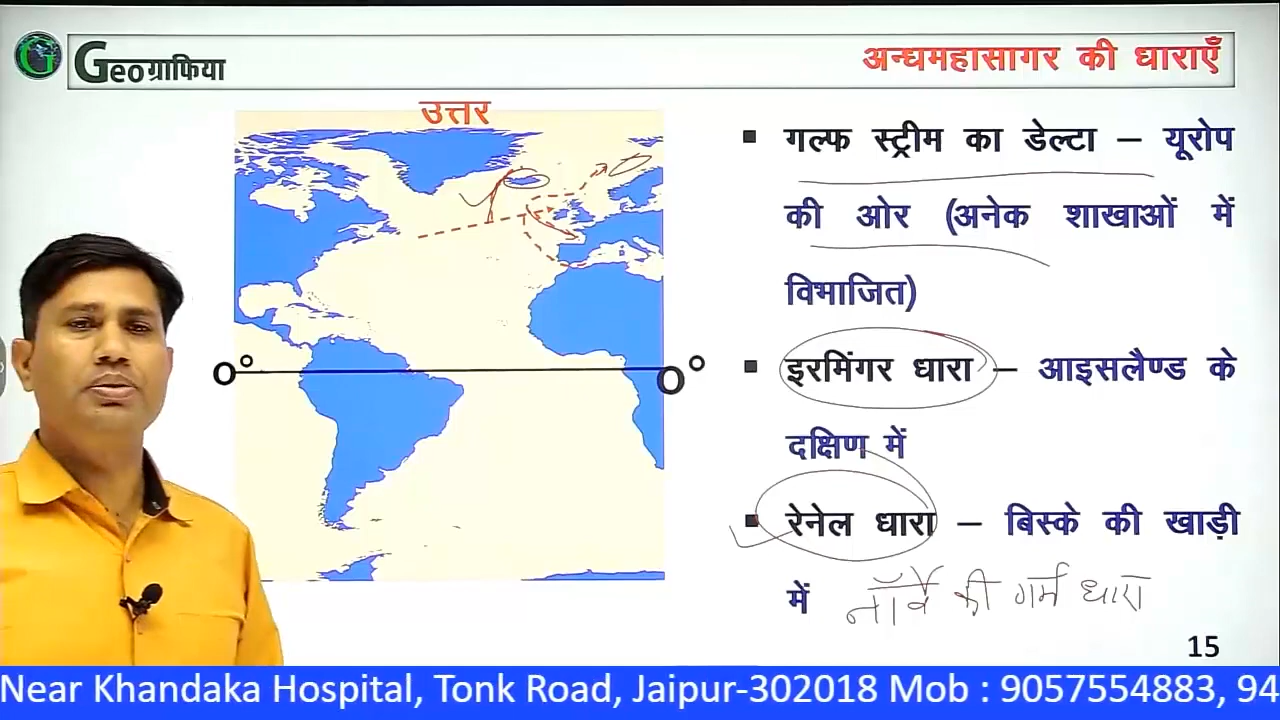 Geoग्राफिया
अन्धमहासागर की धाराएँ
उत्तर
0° 0°
▪ गल्फ स्ट्रीम का डेल्टा – यूरोप
की ओर (अनेक शाखाओं में
विभाजित)
▪ इरमिंगर धारा – आइसलैण्ड के
दक्षिण में
▪ रेनेल धारा – बिस्के की खाड़ी
में नॉर्वे की गर्म धारा
15
Near Khandaka Hospital, Tonk Road, Jaipur-302018 Mob : 9057554883, 94